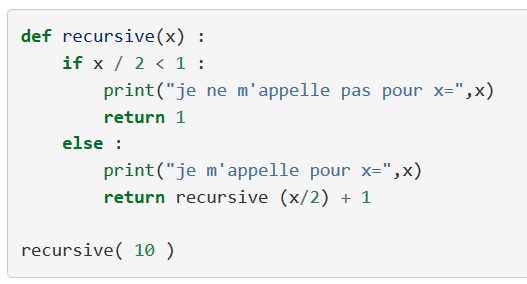 def recursive(x) :
    if x / 2 < 1 :
        print("je ne m'appelle pas pour x=",x)
        return 1
    else :
        print("je m'appelle pour x=",x)
        return recursive (x/2) + 1

recursive( 10 )